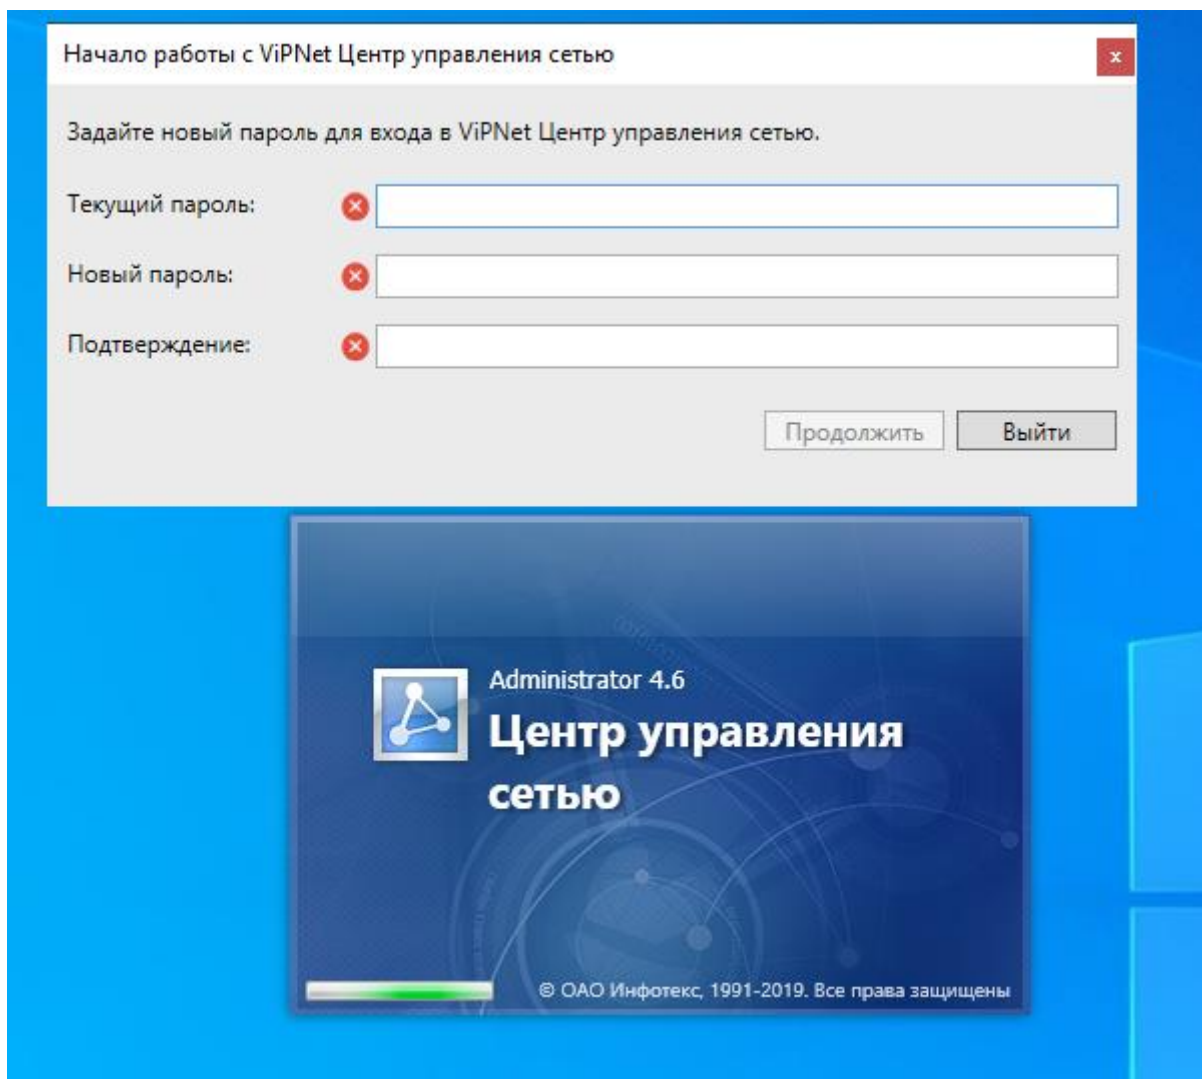 Начало работы с ViPNet Центр управления сетью
x
Задайте новый пароль для входа в ViPNet Центр управления сетью.
Текущий пароль:
Новый пароль:
Подтверждение:
Продолжить
Выйти
Administrator 4.6
Центр управления
сетью
© ОАО Инфотекс, 1991-2019. Все права защищены